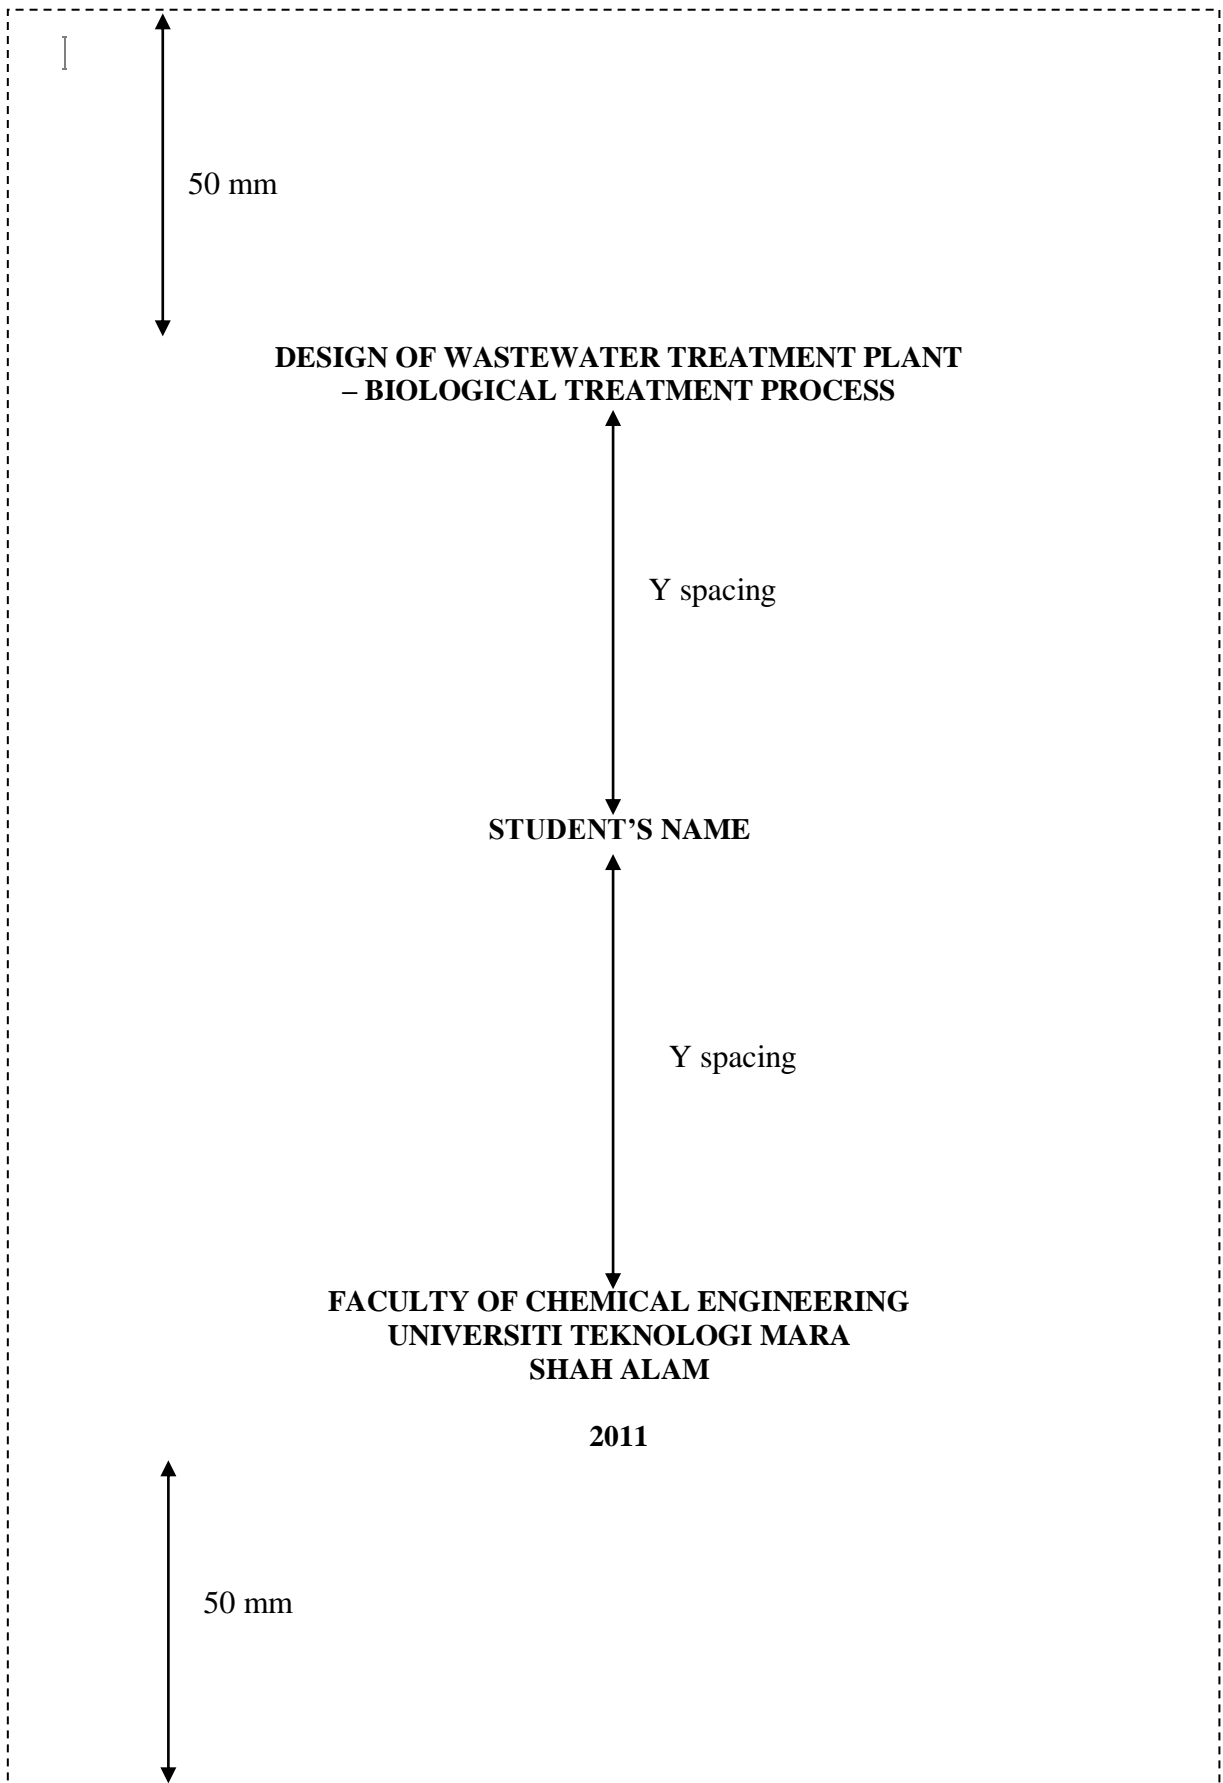 50 mm
DESIGN OF WASTEWATER TREATMENT PLANT
– BIOLOGICAL TREATMENT PROCESS
Y spacing
STUDENT’S NAME
Y spacing
FACULTY OF CHEMICAL ENGINEERING
UNIVERSITI TEKNOLOGI MARA
SHAH ALAM
2011
50 mm